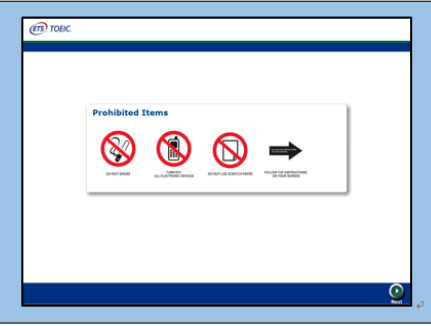 ETS TOEIC.
Prohibited Items
DO NOT SMOKE
TURN OFF
ALL ELECTRONIC DEVICES
DO NOT USE SCRATCH PAPER
FOLLOW THE INSTRUCTIONS
ON YOUR SCREEN
Next